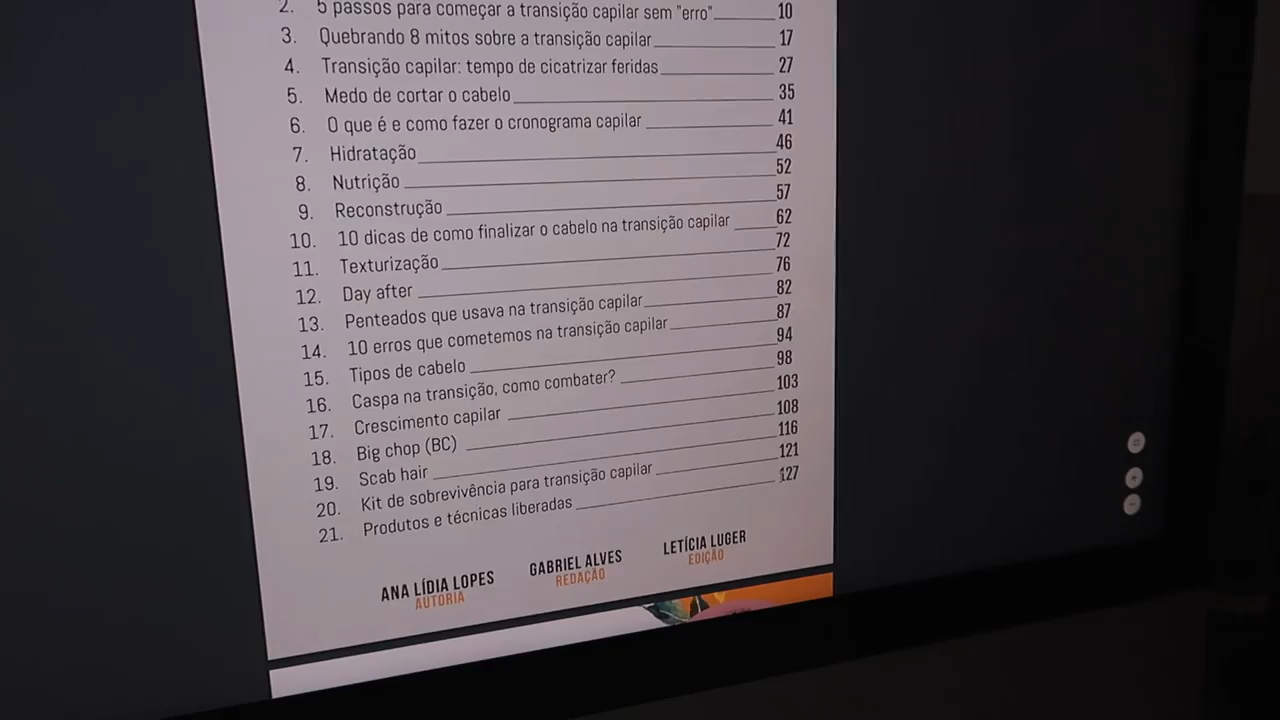 2. 5 passos para começar a transição capilar sem "erro" 10
3. Quebrando 8 mitos sobre a transição capilar 17
4. Transição capilar: tempo de cicatrizar feridas 27
5. Medo de cortar o cabelo 35
6. O que é e como fazer o cronograma capilar 41
7. Hidratação 46
8. Nutrição 52
9. Reconstrução 57
10. 10 dicas de como finalizar o cabelo na transição capilar 62
11. Texturização 72
12. Day after 76
13. Penteados que usava na transição capilar 82
14. 10 erros que cometemos na transição capilar 87
15. Tipos de cabelo 94
16. Caspa na transição, como combater? 98
17. Crescimento capilar 103
18. Big chop (BC) 108
19. Scab hair 116
20. Kit de sobrevivência para transição capilar 121
21. Produtos e técnicas liberadas 127
ANA LÍDIA LOPES GABRIEL ALVES LETÍCIA LUGER
AUTORIA REDAÇÃO EDIÇÃO